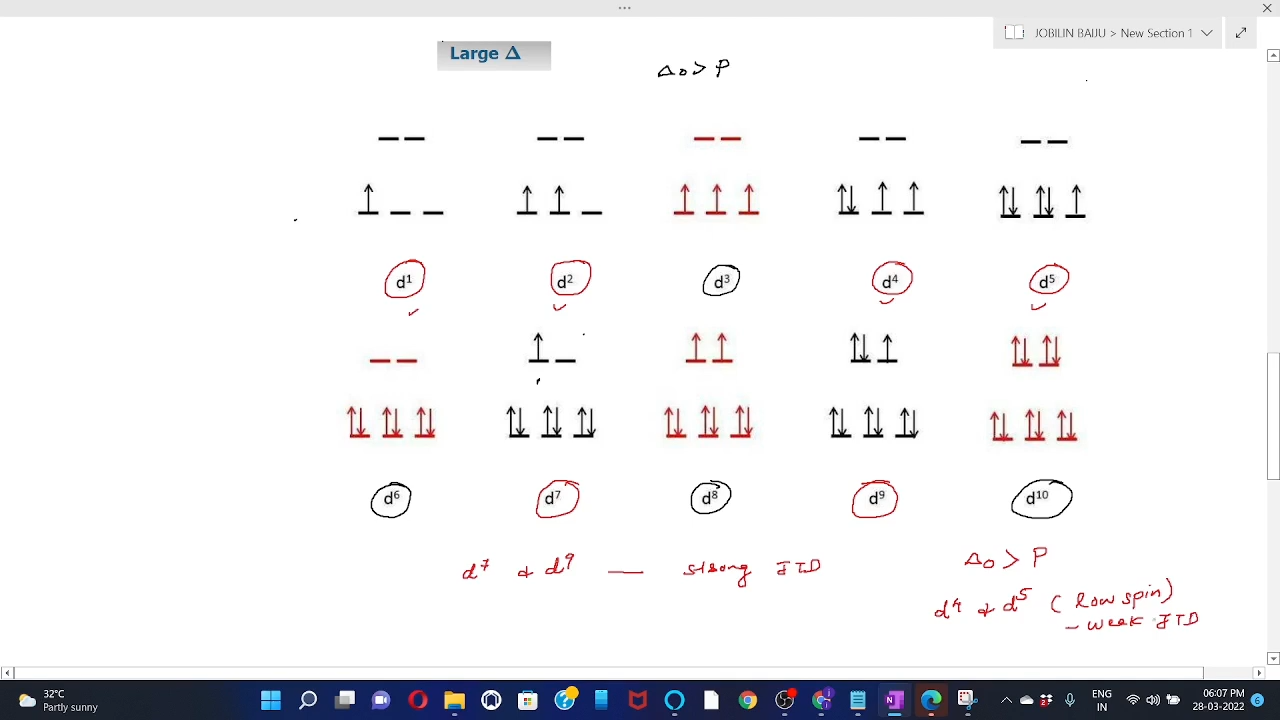 JOBILIN BAIJU > New Section 1
Large Δ
Δo > P
d¹ d² d³ d⁴ d⁵
d⁶ d⁷ d⁸ d⁹ d¹⁰
d⁷ & d⁹ — strong JTD
Δo > P
d⁴ & d⁵ (Low spin)
- weak JTD
32°C
Partly sunny
ENG
IN
06:07 PM
28-03-2022
6